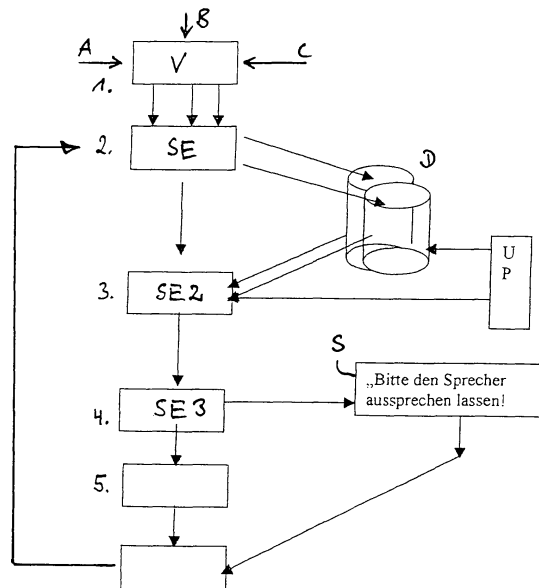 B
A
C
V
1.
2.
SE
D
U
P
3.
SE2
S
„Bitte den Sprecher
aussprechen lassen!
4.
SE3
5.